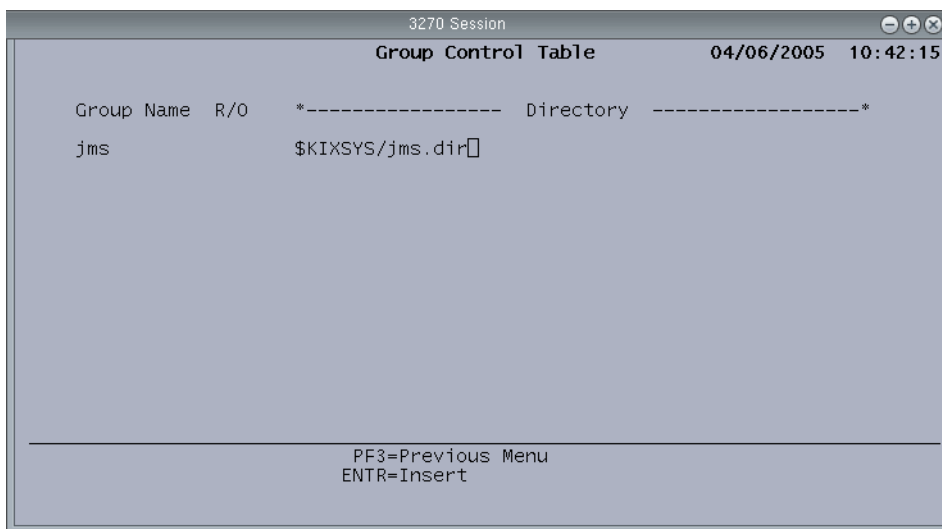 3270 Session
Group Control Table 04/06/2005 10:42:15
Group Name R/O *----------------- Directory ------------------*
jms $KIXSYS/jms.dir
PF3=Previous Menu
ENTR=Insert